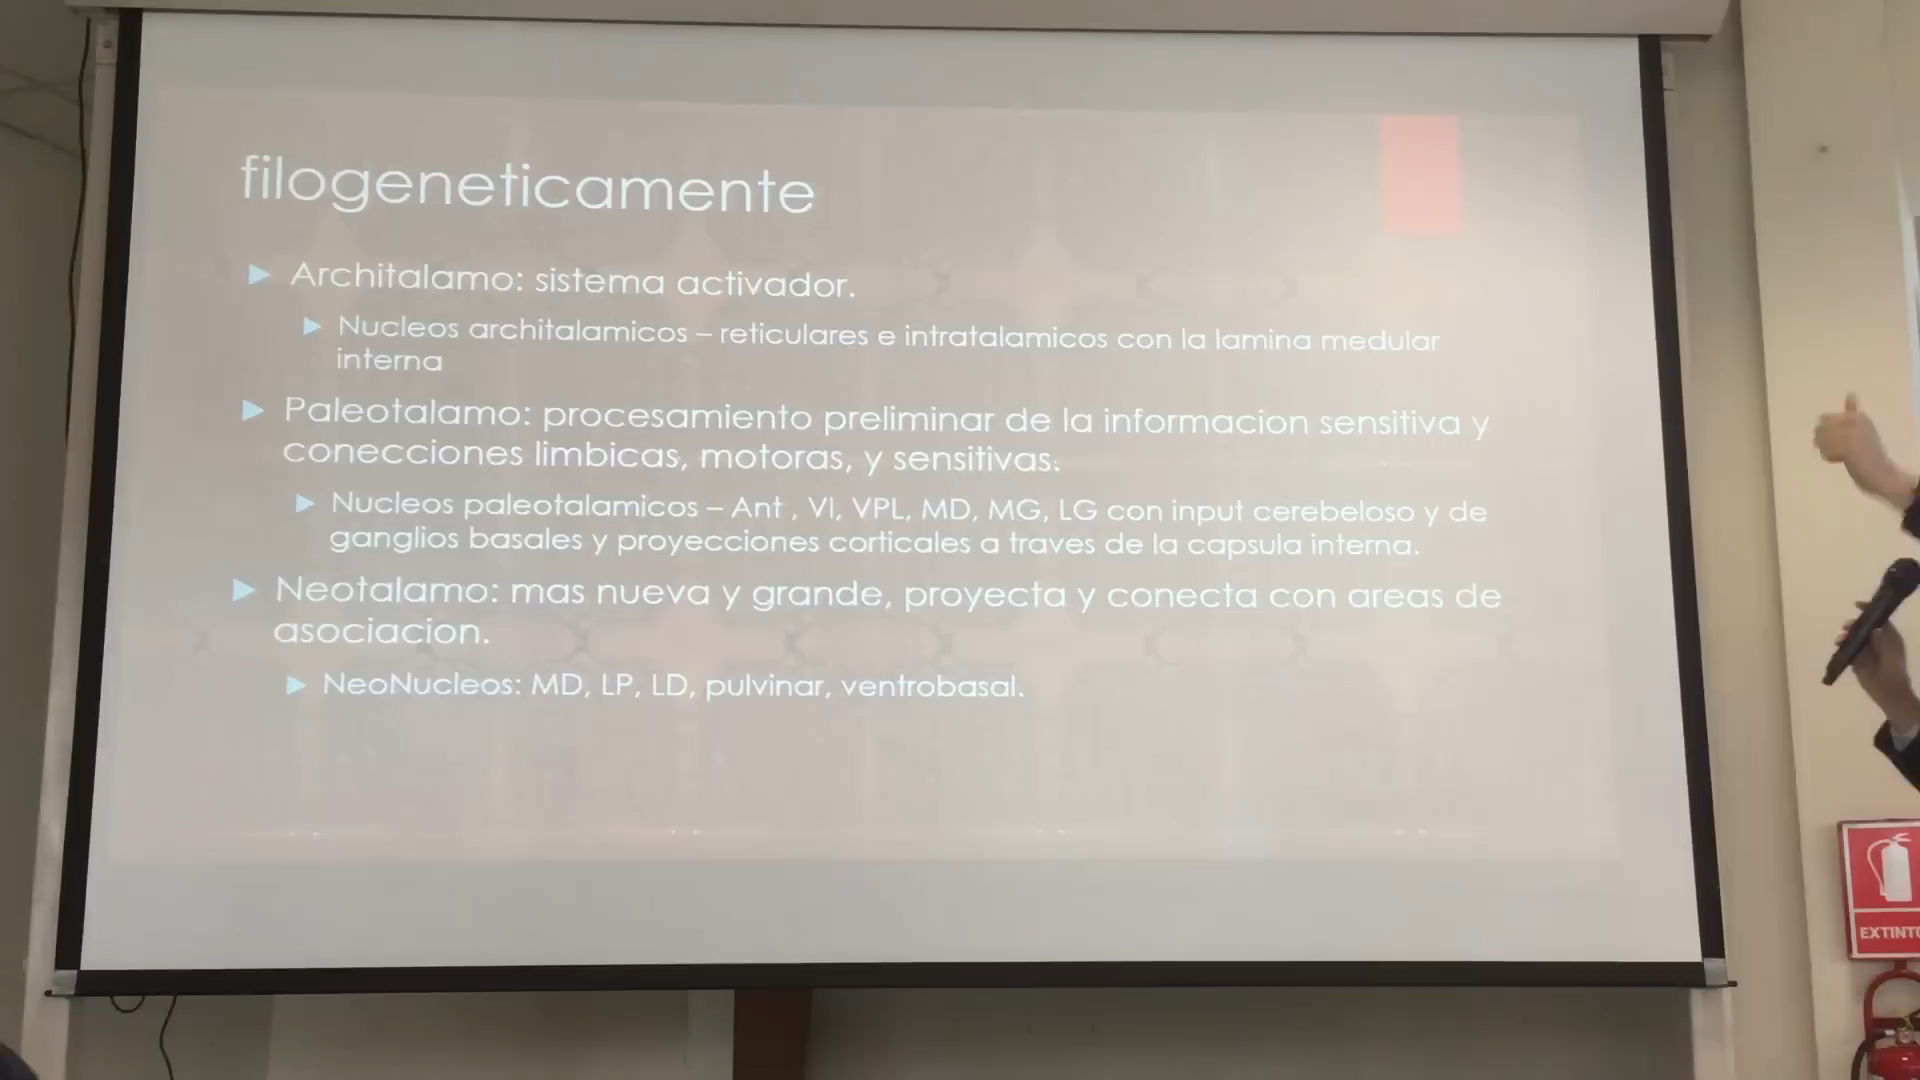 filogeneticamente
Architalamo: sistema activador.
Nucleos architalamicos – reticulares e intratalamicos con la lamina medular
interna
Paleotalamo: procesamiento preliminar de la informacion sensitiva y
conecciones limbicas, motoras, y sensitivas.
Nucleos paleotalamicos – Ant , Vl, VPL, MD, MG, LG con input cerebeloso y de
ganglios basales y proyecciones corticales a traves de la capsula interna.
Neotalamo: mas nueva y grande, proyecta y conecta con areas de
asociacion.
NeoNucleos: MD, LP, LD, pulvinar, ventrobasal.
EXTINTO